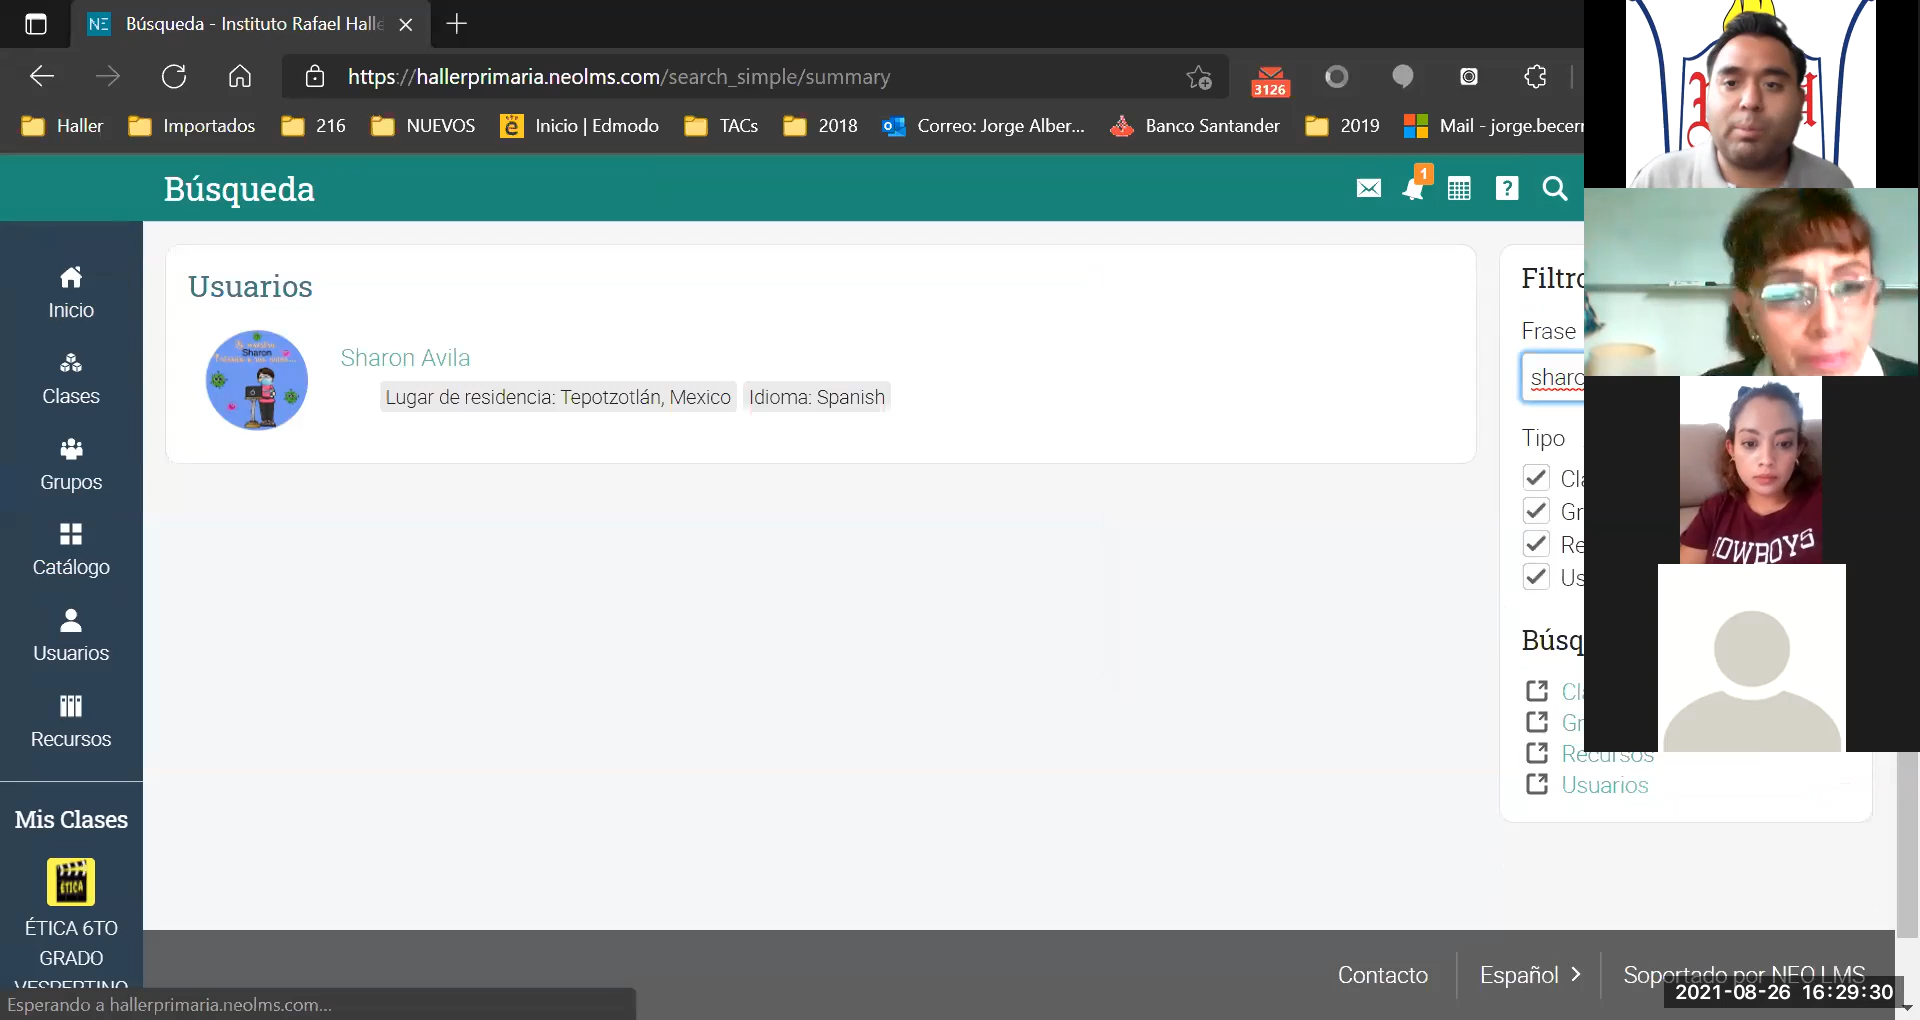 Búsqueda - Instituto Rafael Halle
https://hallerprimaria.neolms.com/search_simple/summary
3126
Haller
Importados
216
NUEVOS
Inicio | Edmodo
TACs
2018
Correo: Jorge Alber...
Banco Santander
2019
Mail - jorge.becerr
Búsqueda
1
Inicio
Clases
Grupos
Catálogo
Usuarios
Recursos
Mis Clases
ÉTICA
ÉTICA 6TO
GRADO
VESPERTINO
Usuarios
Sharon
Sharon Avila
Lugar de residencia: Tepotzotlán, Mexico
Idioma: Spanish
Filtro
Frase
sharo
Tipo
Cla
Gr
Re
Us
Búsq
Cl
Gr
Recursos
Usuarios
COWBOYS
Contacto
Español
Soportado por NEO LMS
Esperando a hallerprimaria.neolms.com...
2021-08-26 16:29:30